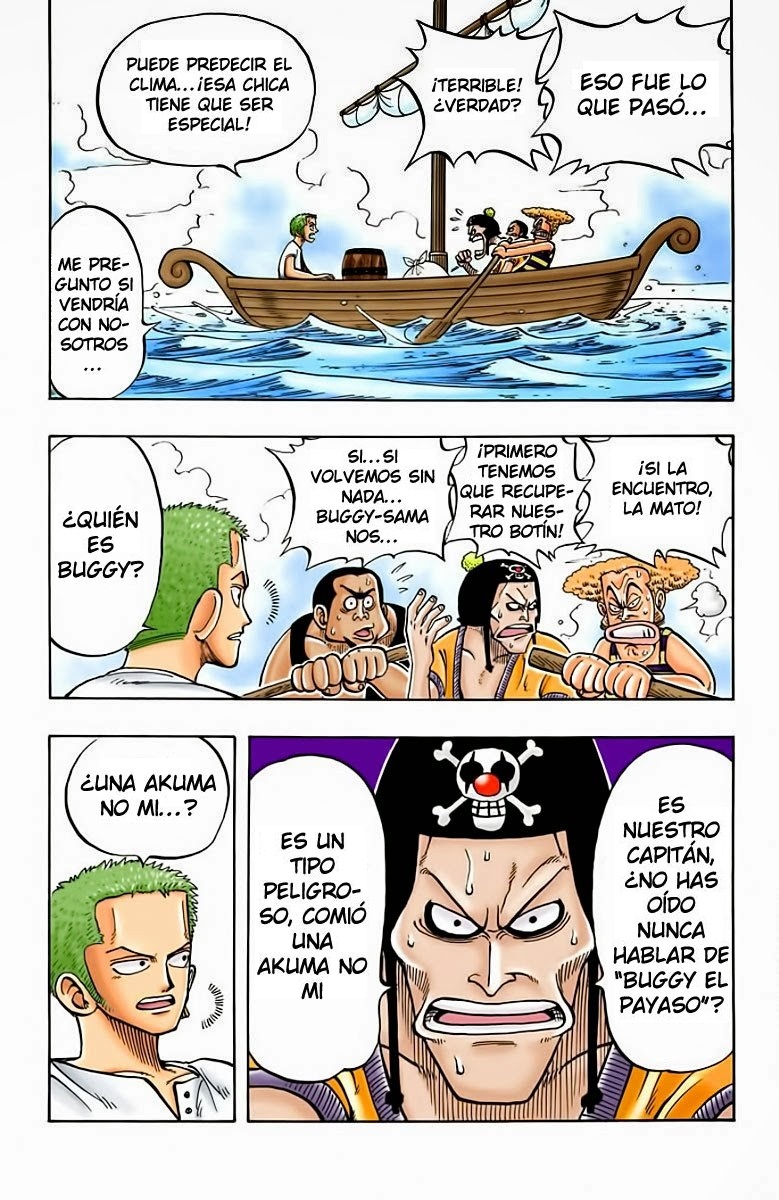 ESO FUE LO
QUE PASÓ...
¡TERRIBLE!
¿VERDAD?
PUEDE PREDECIR EL
CLIMA...¡ESA CHICA
TIENE QUE SER
ESPECIAL!
ME PRE-
GUNTO SI
VENDRÍA
CON NO-
SOTROS
...
¡SI LA
ENCUENTRO,
LA MATO!
¡PRIMERO
TENEMOS
QUE RECUPE-
RAR NUES-
TRO BOTÍN!
SI...SI
VOLVEMOS SIN
NADA...
BUGGY-SAMA
NOS...
¿QUIÉN
ES
BUGGY?
ES
NUESTRO
CAPITÁN,
¿NO HAS
OÍDO
NUNCA
HABLAR DE
"BUGGY EL
PAYASO"?
ES UN
TIPO
PELIGRO-
SO, COMIÓ
UNA
AKUMA NO
MI
¿UNA AKUMA
NO MI...?